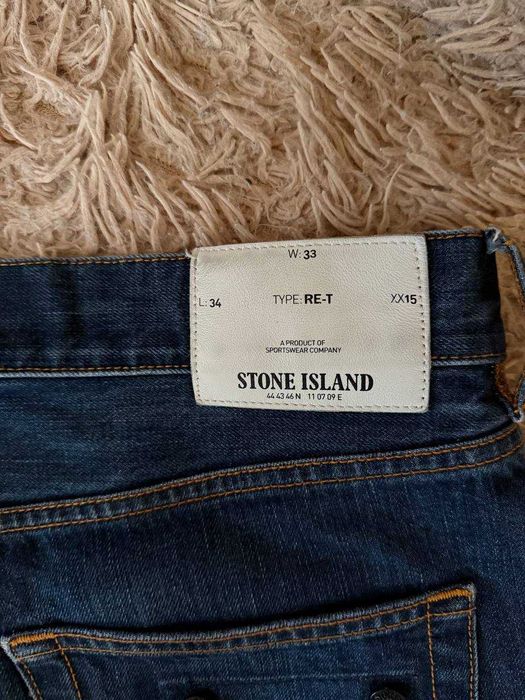 W: 33
L: 34 TYPE: RE-T XX15
A PRODUCT OF
SPORTSWEAR COMPANY
STONE ISLAND
44 43 46 N 11 07 09 E